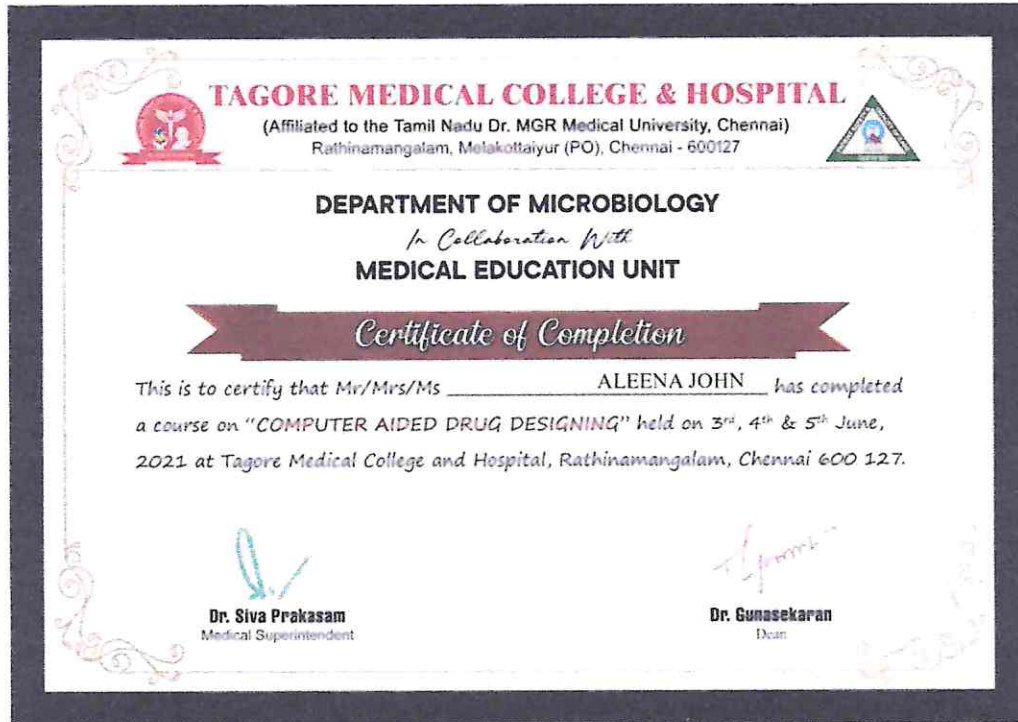 TAGORE MEDICAL COLLEGE & HOSPITAL
(Affiliated to the Tamil Nadu Dr. MGR Medical University, Chennai)
Rathinamangalam, Melakottaiyur (PO), Chennai - 600127
DEPARTMENT OF MICROBIOLOGY
In Collaboration With
MEDICAL EDUCATION UNIT
Certificate of Completion
This is to certify that Mr/Mrs/Ms ALEENA JOHN has completed
a course on "COMPUTER AIDED DRUG DESIGNING" held on 3rd, 4th & 5th June,
2021 at Tagore Medical College and Hospital, Rathinamangalam, Chennai 600 127.
Dr. Siva Prakasam
Medical Superintendent
Dr. Gunasekaran
Dean